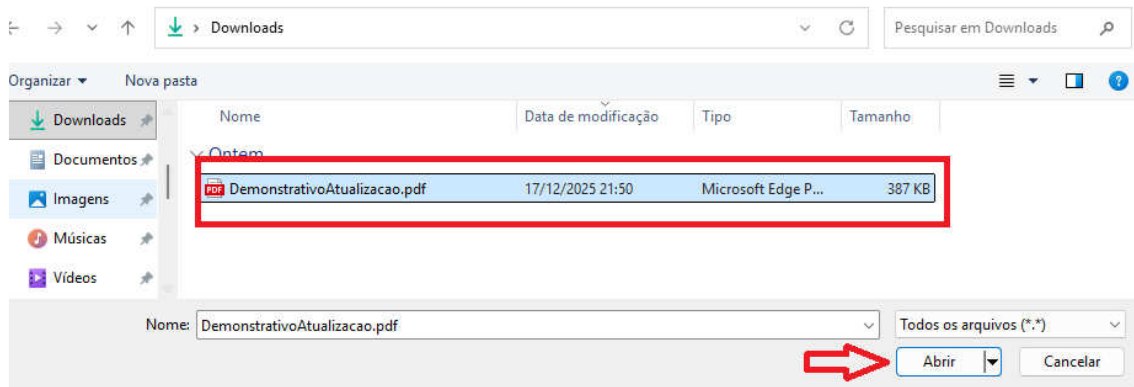 Downloads
Pesquisar em Downloads
Organizar
Nova pasta
Downloads
Nome
Data de modificação
Tipo
Tamanho
Documentos
Ontem
PDF
DemonstrativoAtualizacao.pdf
17/12/2025 21:50
Microsoft Edge P...
387 KB
Imagens
Músicas
Vídeos
Nome:
DemonstrativoAtualizacao.pdf
Todos os arquivos (*.*)
Abrir
Cancelar